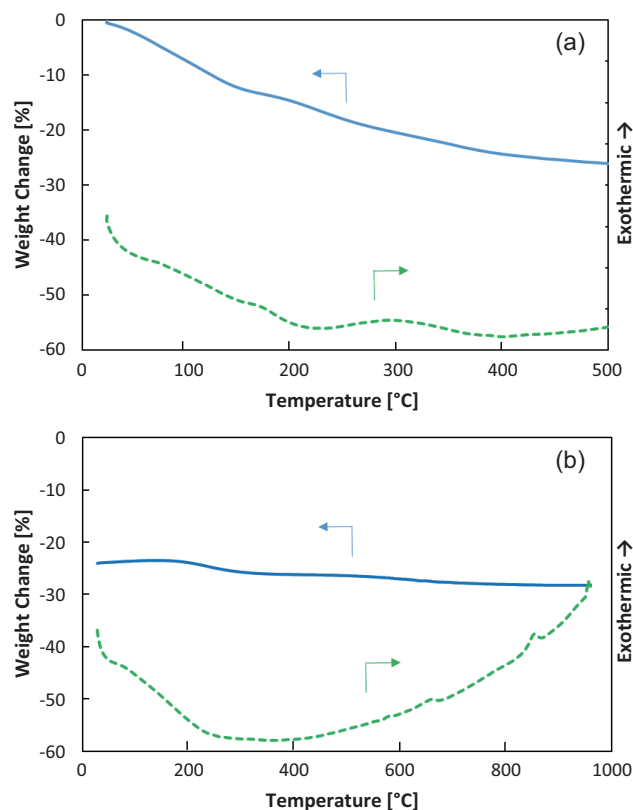 (a)
0
-10
-20
-30
-40
-50
-60
Weight Change [%]
Exothermic →
0 100 200 300 400 500
Temperature [°C]
(b)
0
-10
-20
-30
-40
-50
-60
Weight Change [%]
Exothermic →
0 200 400 600 800 1000
Temperature [°C]